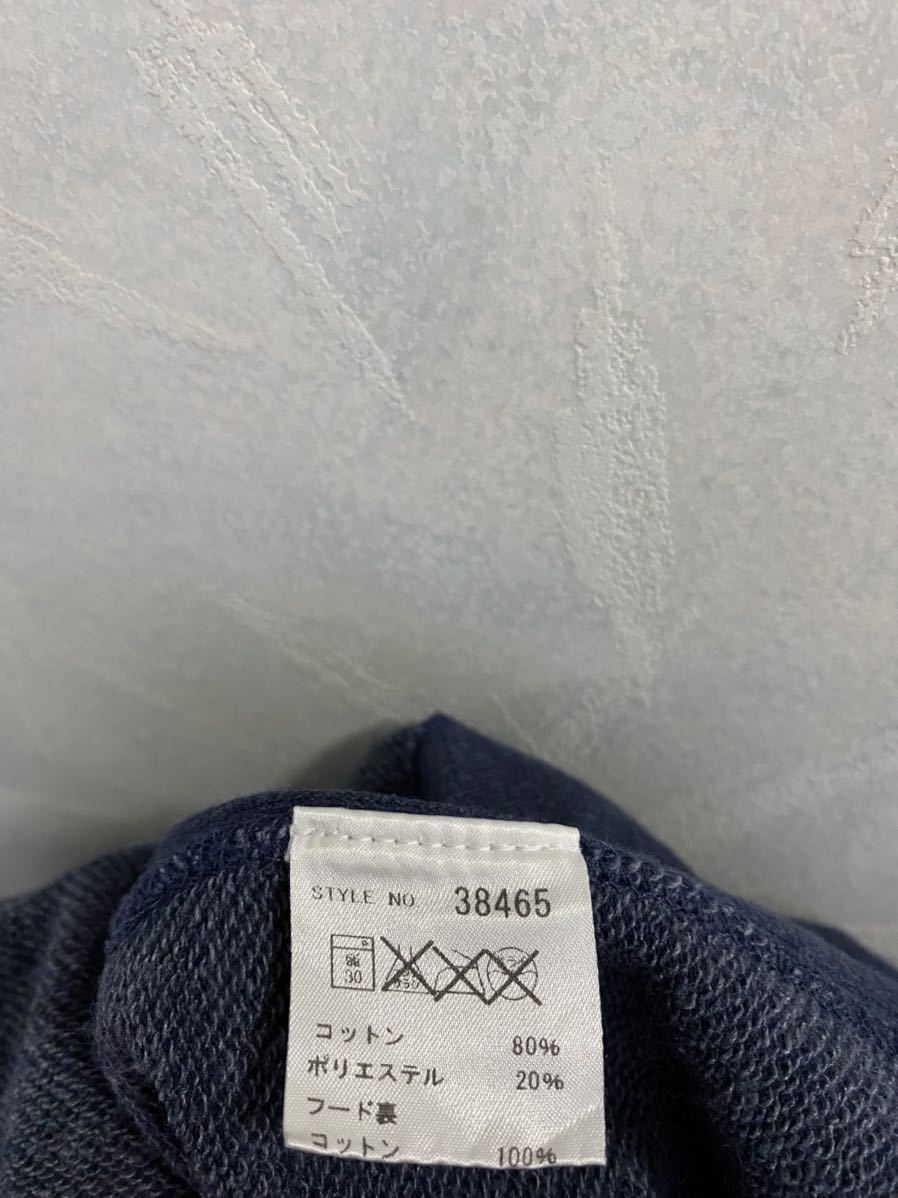 STYLE NO. 38465
弱
30
コットン 80%
ポリエステル 20%
フード裏
コットン 100%